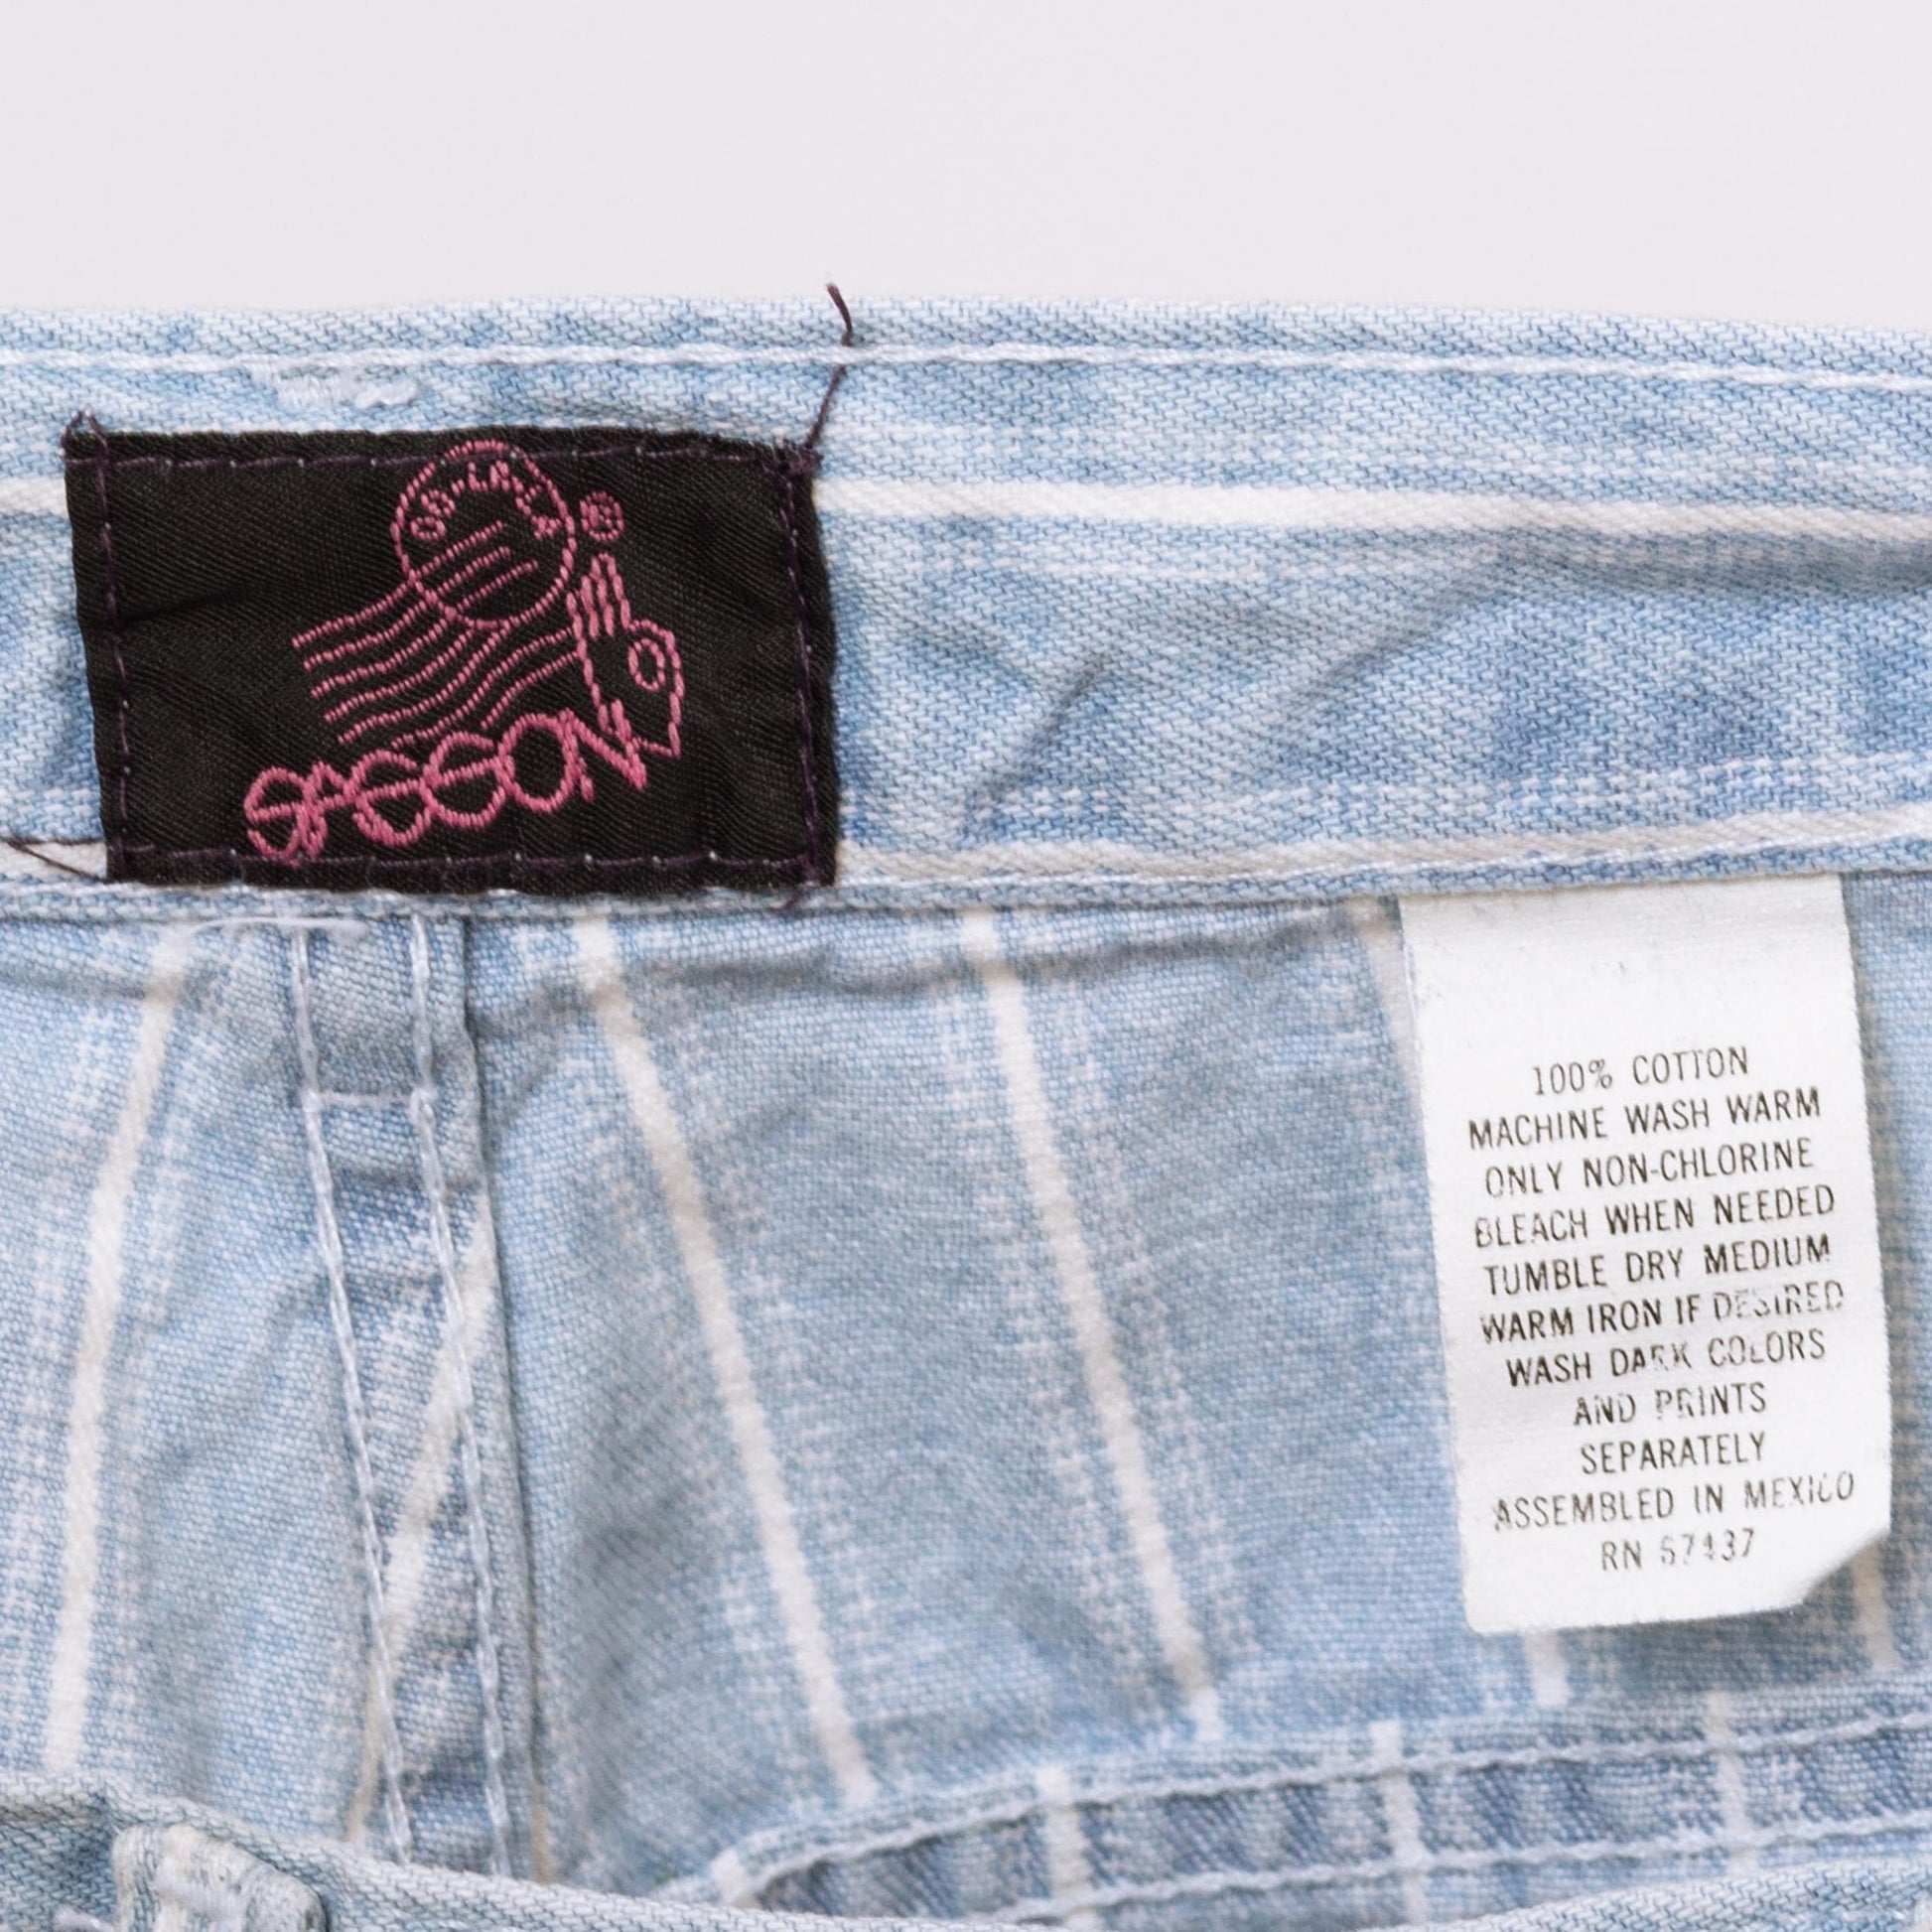 OO-LA-LA
®
SASSON
100% COTTON
MACHINE WASH WARM
ONLY NON-CHLORINE
BLEACH WHEN NEEDED
TUMBLE DRY MEDIUM
WARM IRON IF DESIRED
WASH DARK COLORS
AND PRINTS
SEPARATELY
ASSEMBLED IN MEXICO
RN 67437